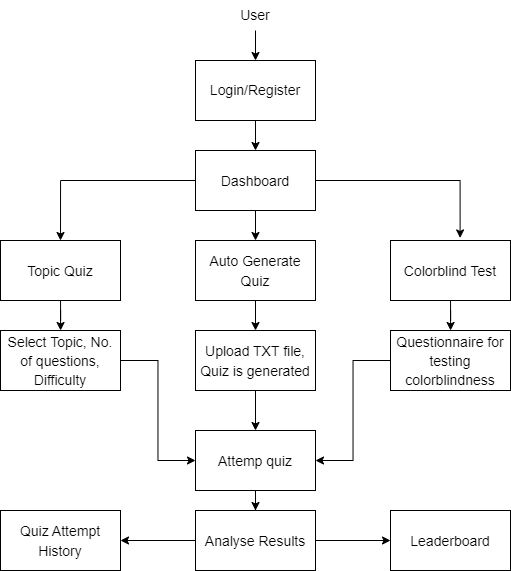 User
Login/Register
Dashboard
Topic Quiz
Auto Generate
Quiz
Colorblind Test
Select Topic, No.
of questions,
Difficulty
Upload TXT file,
Quiz is generated
Questionnaire for
testing
colorblindness
Attemp quiz
Quiz Attempt
History
Analyse Results
Leaderboard